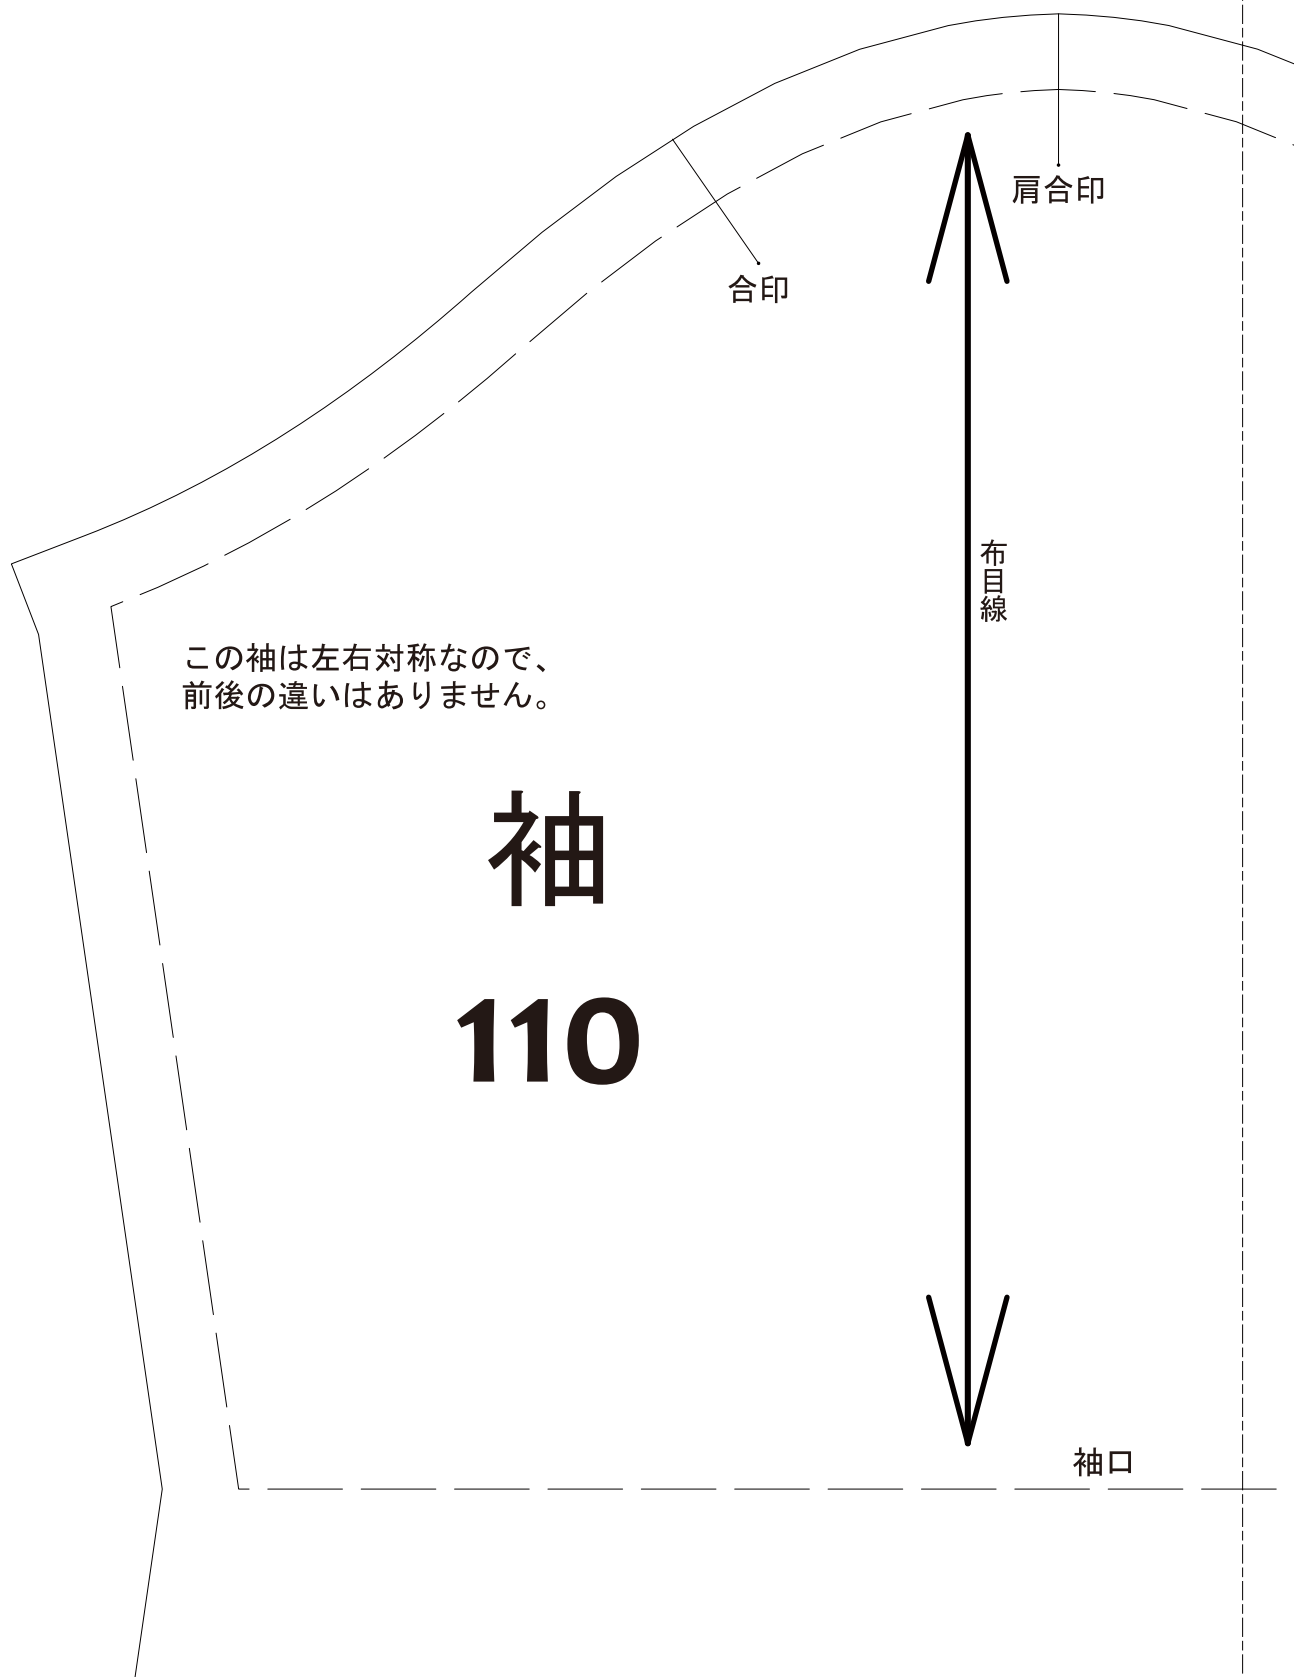 肩合印
合印
布目線
この袖は左右対称なので、
前後の違いはありません。
袖
110
袖口